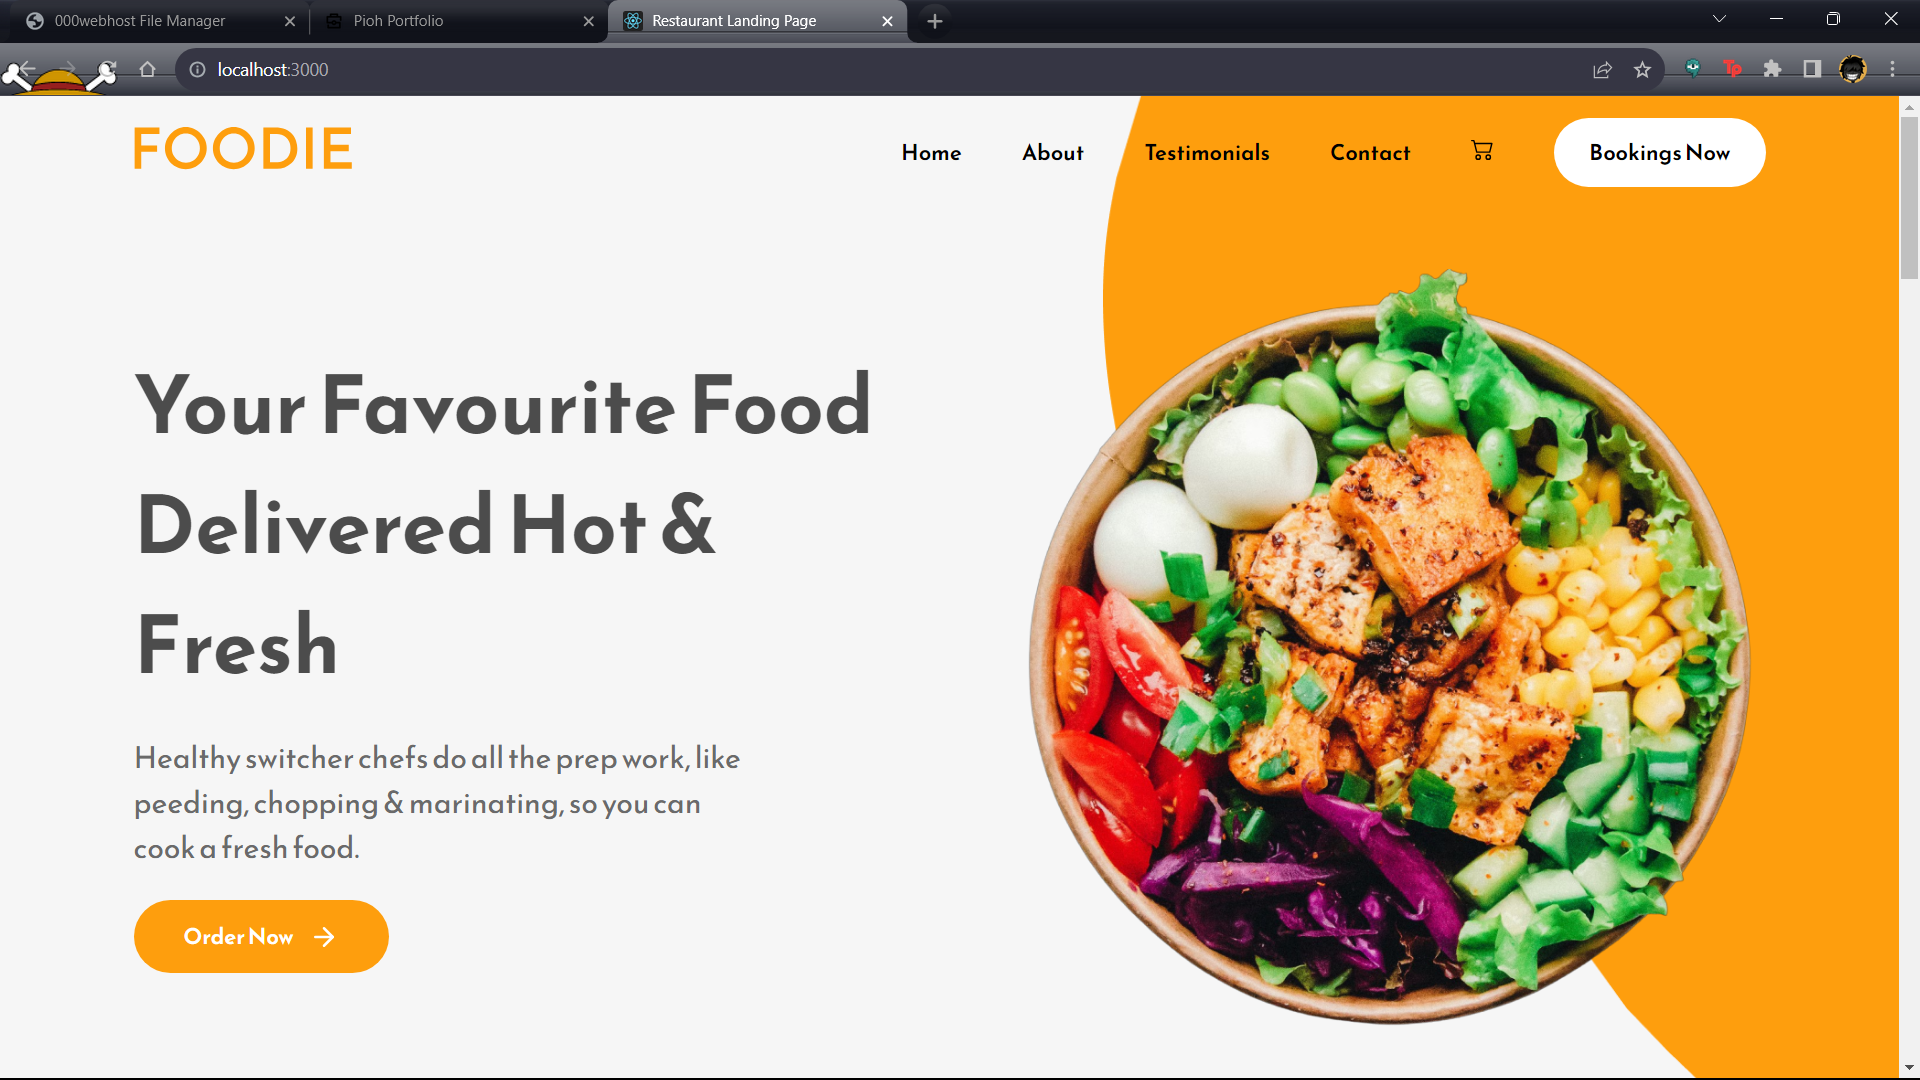 000webhost File Manager
Pioh Portfolio
Restaurant Landing Page
localhost:3000
Tp
FOODIE
Home
About
Testimonials
Contact
Bookings Now
Your Favourite Food
Delivered Hot &
Fresh
Healthy switcher chefs do all the prep work, like
peeding, chopping & marinating, so you can
cook a fresh food.
Order Now